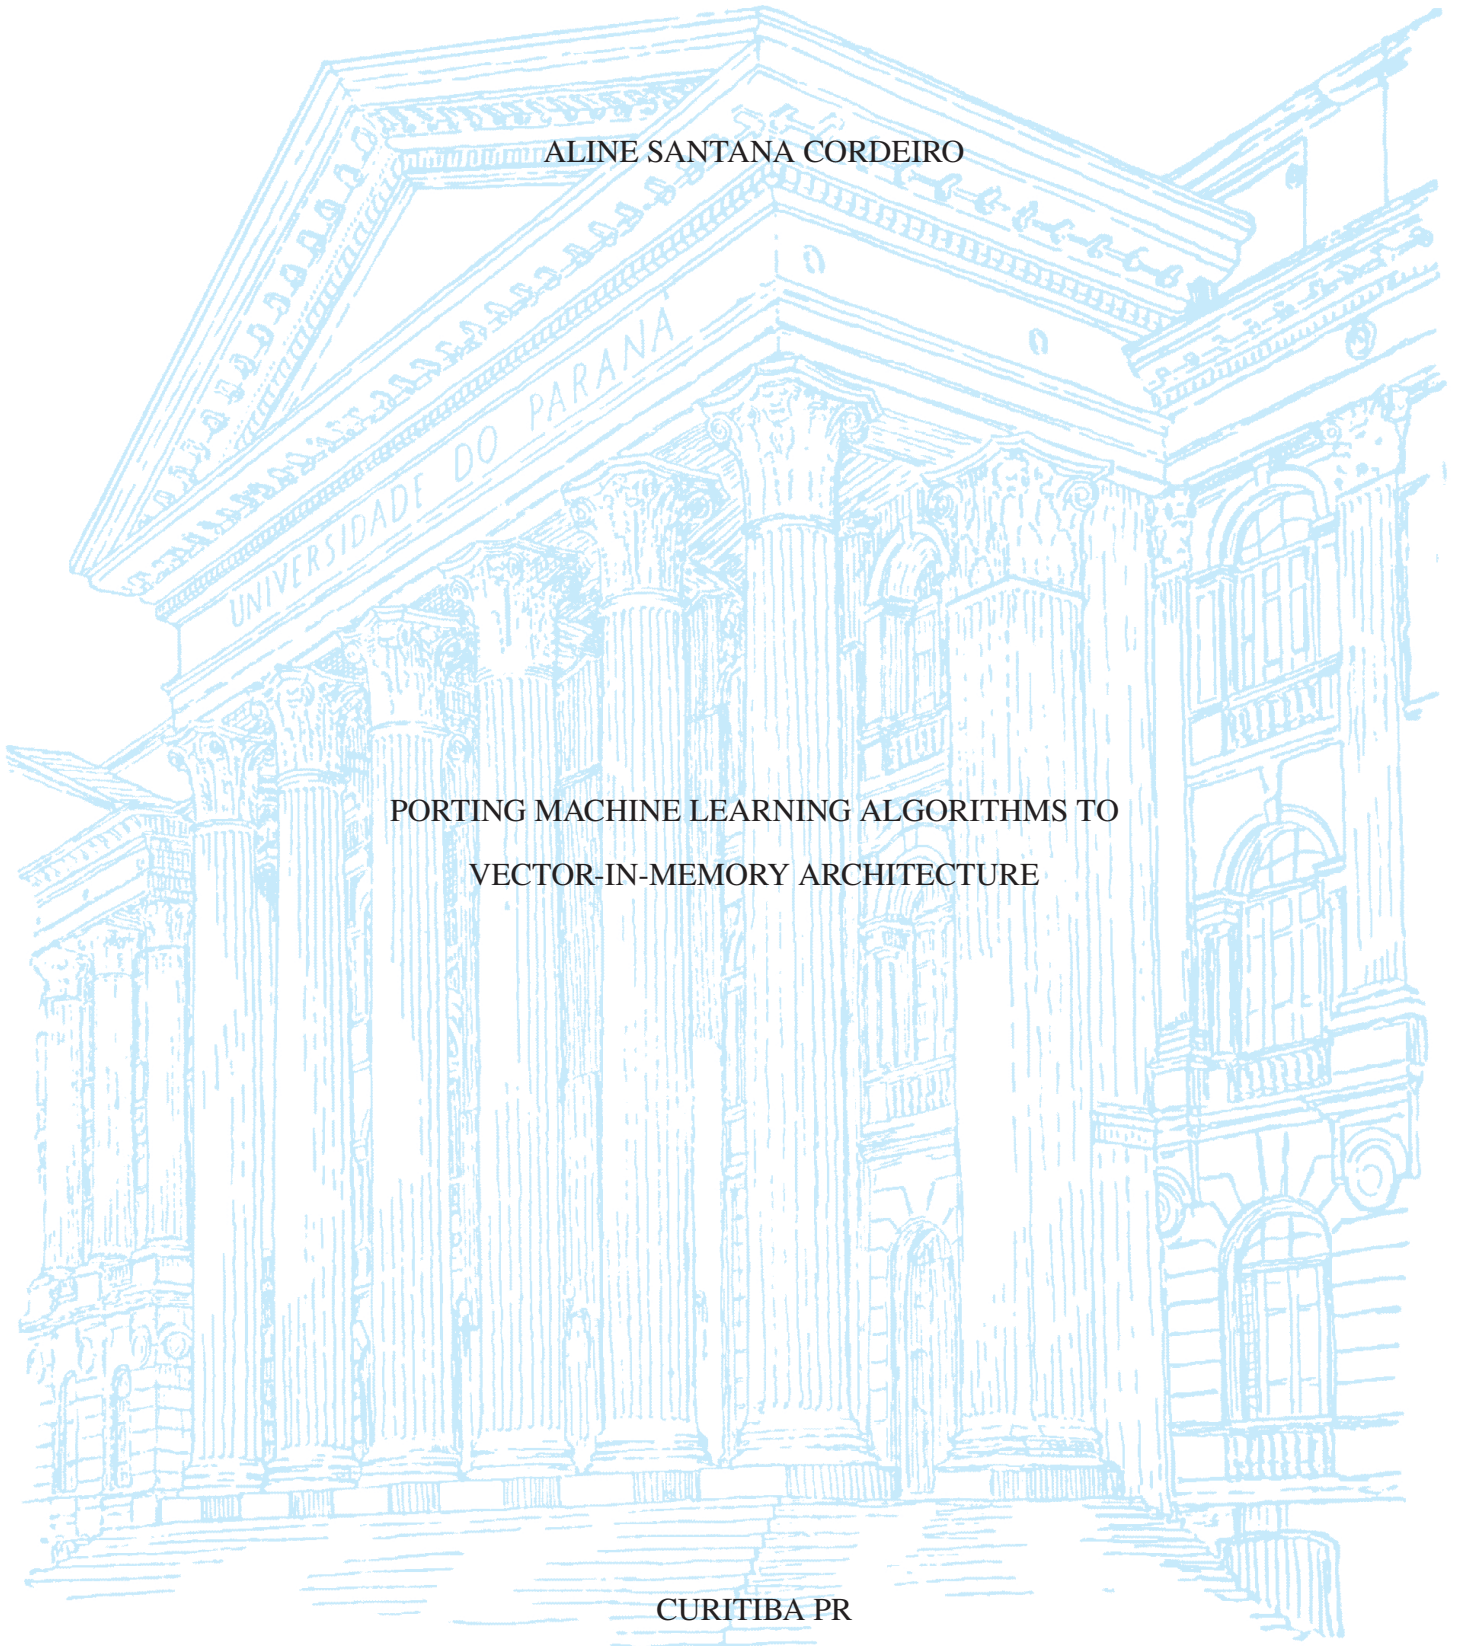 ALINE SANTANA CORDEIRO
UNIVERSIDADE DO PARANÁ
PORTING MACHINE LEARNING ALGORITHMS TO
VECTOR-IN-MEMORY ARCHITECTURE
CURITIBA PR